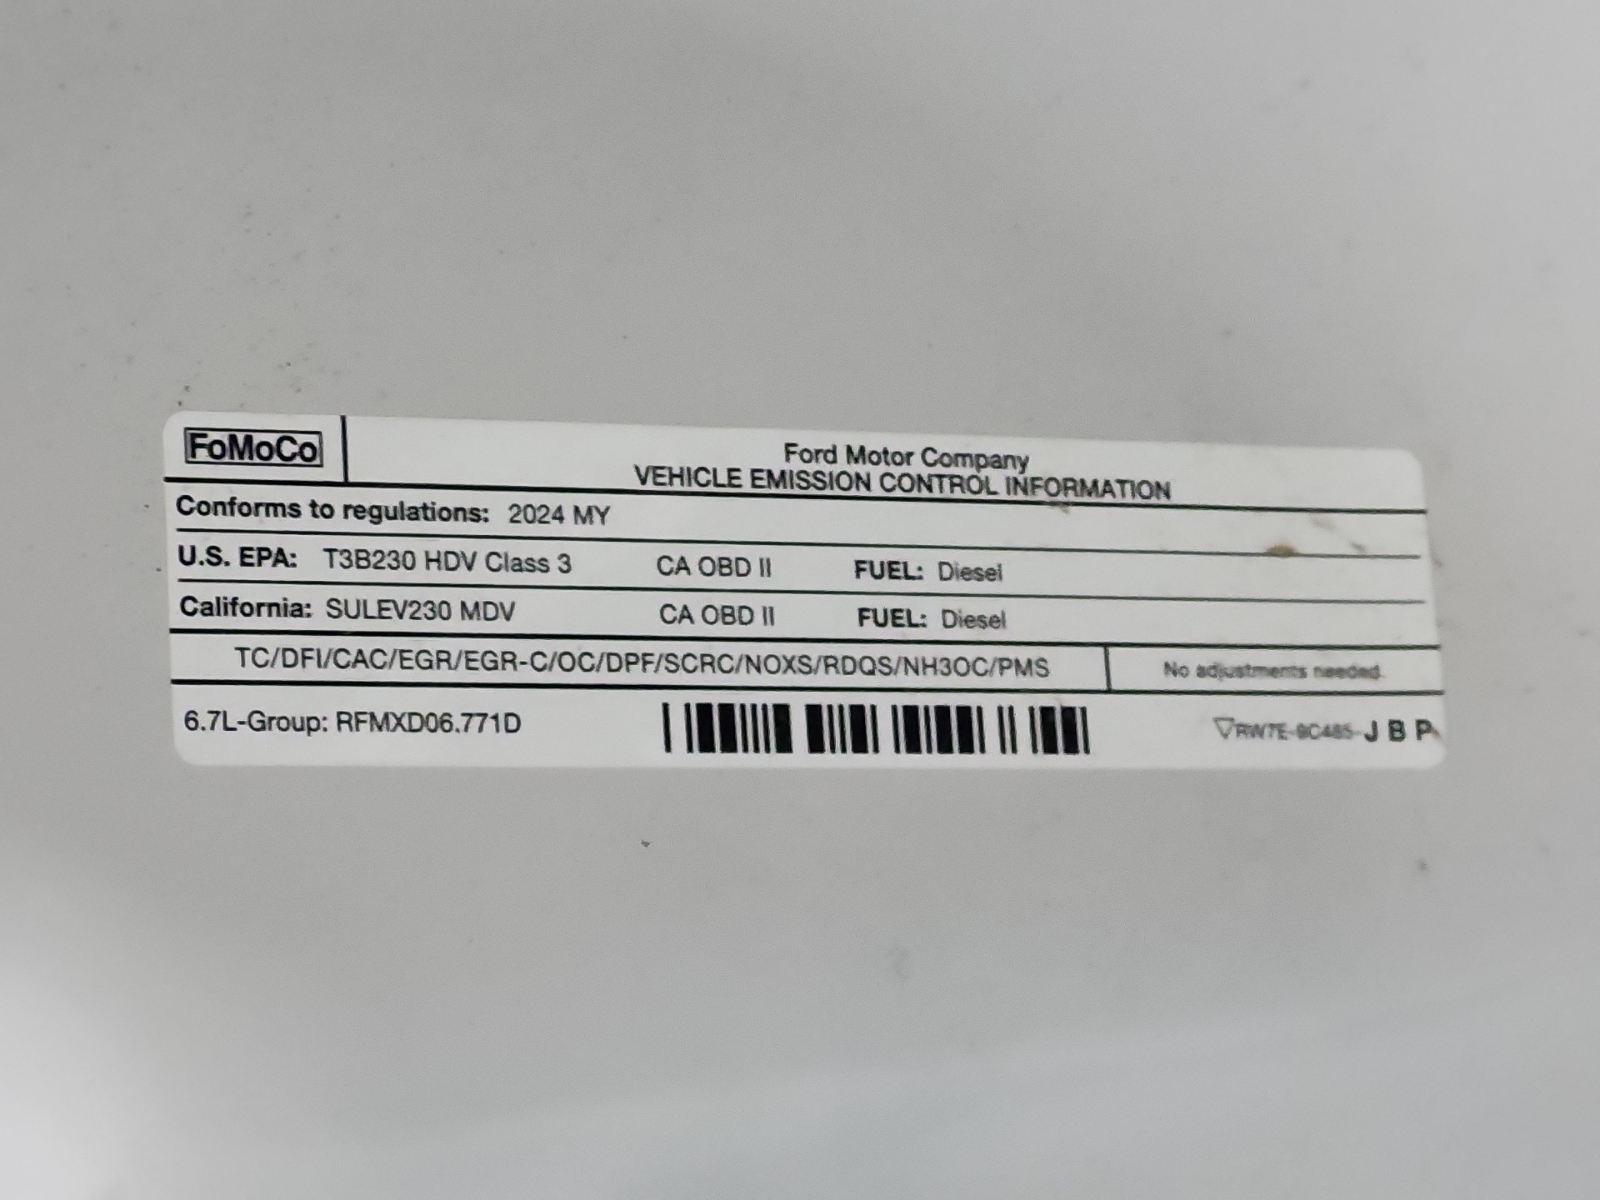 FoMoCo
Ford Motor Company
VEHICLE EMISSION CONTROL INFORMATION
Conforms to regulations: 2024 MY
U.S. EPA: T3B230 HDV Class 3 CA OBD II FUEL: Diesel
California: SULEV230 MDV CA OBD II FUEL: Diesel
TC/DFI/CAC/EGR/EGR-C/OC/DPF/SCRC/NOXS/RDQS/NH3OC/PMS No adjustments needed.
6.7L-Group: RFMXD06.771D ▽RW7E-9C485-J B P